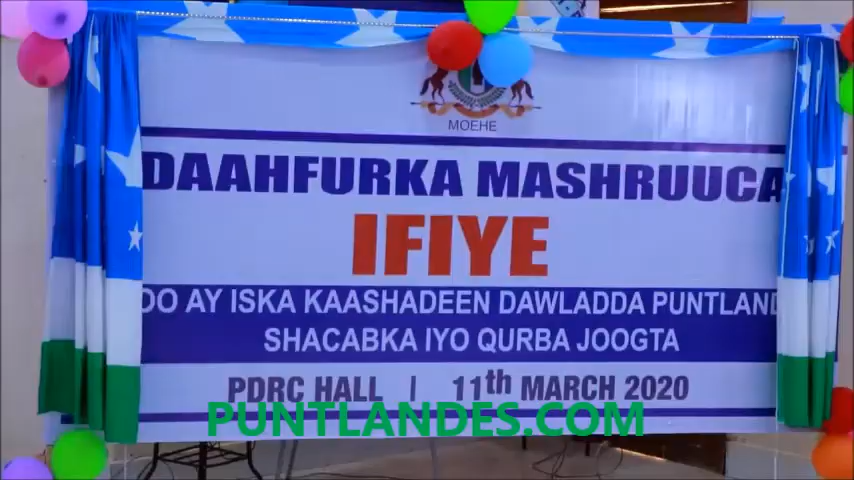 MOEHE
DAAHFURKA MASHRUUCA
IFIYE
OO AY ISKA KAASHADEEN DAWLADDA PUNTLAND
SHACABKA IYO QURBA JOOGTA
PDRC HALL | 11th MARCH 2020
PUNTLANDES.COM